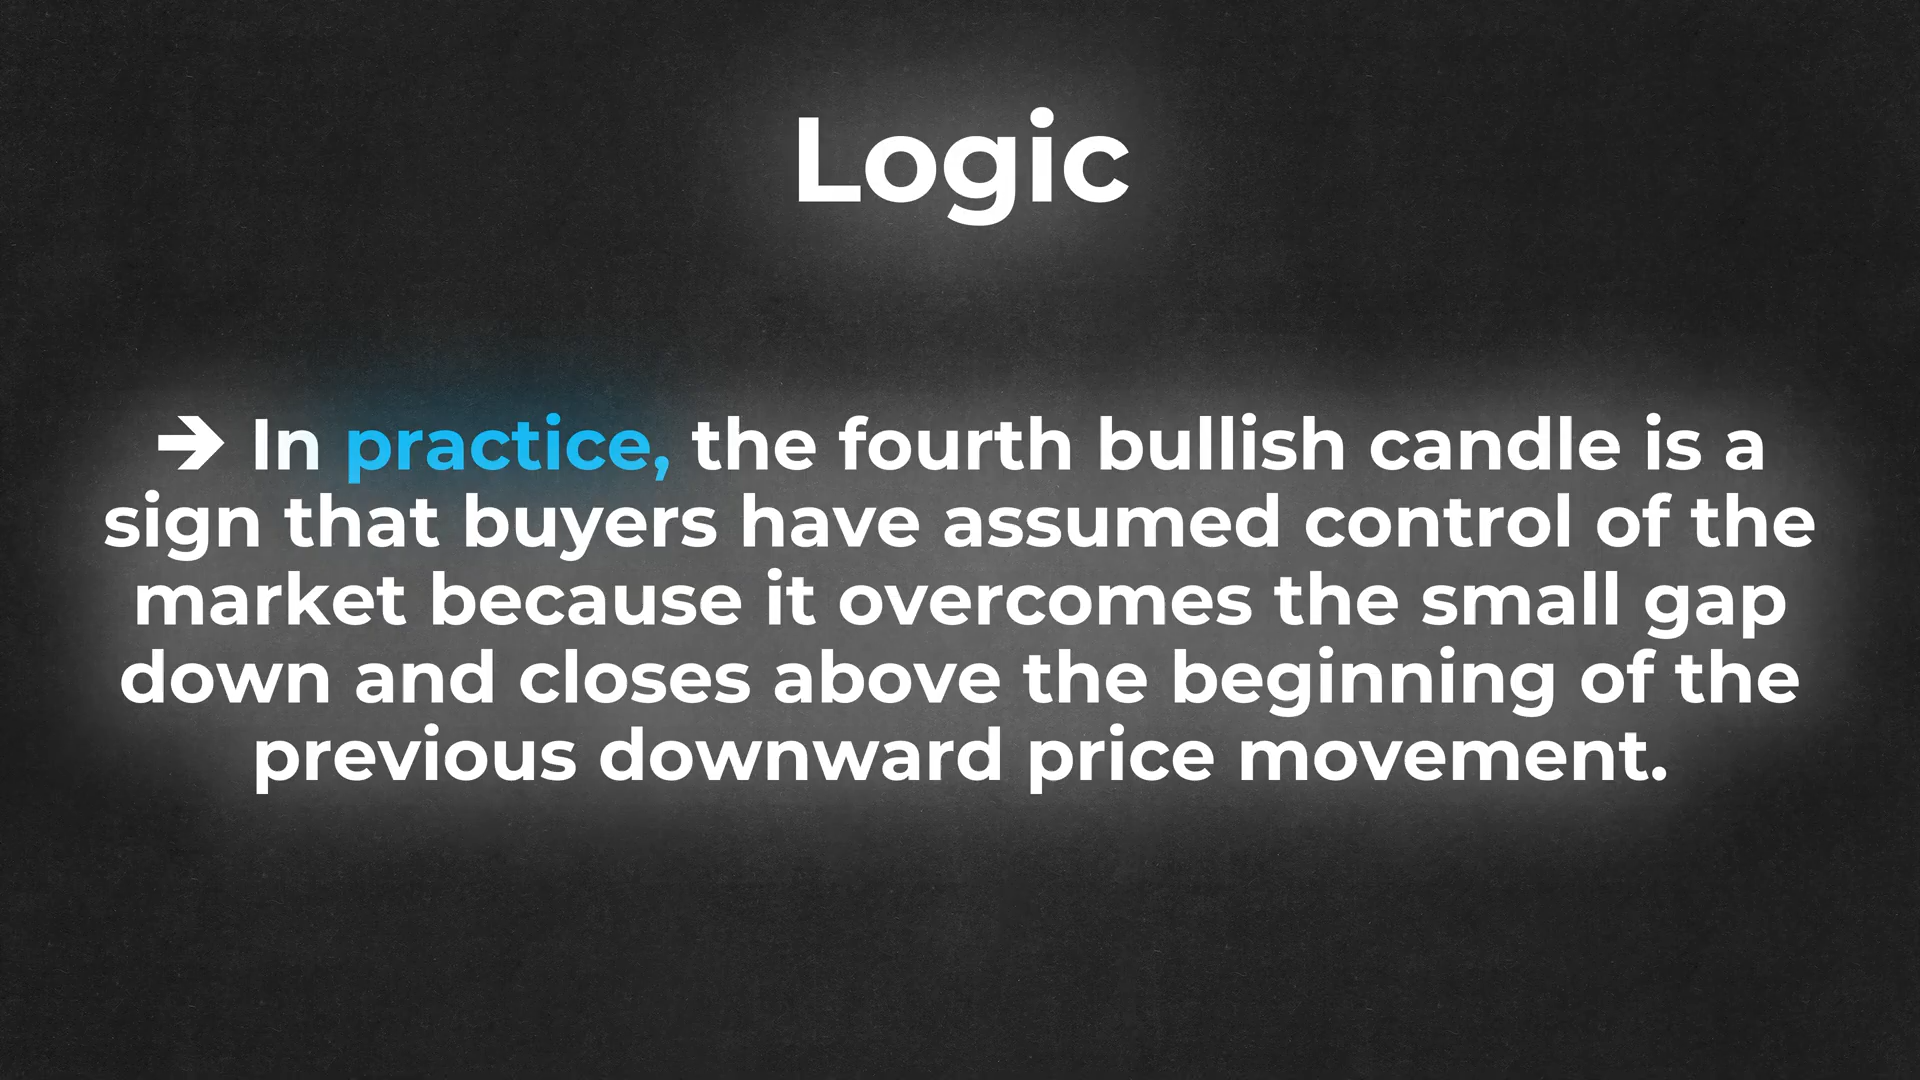 Logic
➔ In practice, the fourth bullish candle is a
sign that buyers have assumed control of the
market because it overcomes the small gap
down and closes above the beginning of the
previous downward price movement.